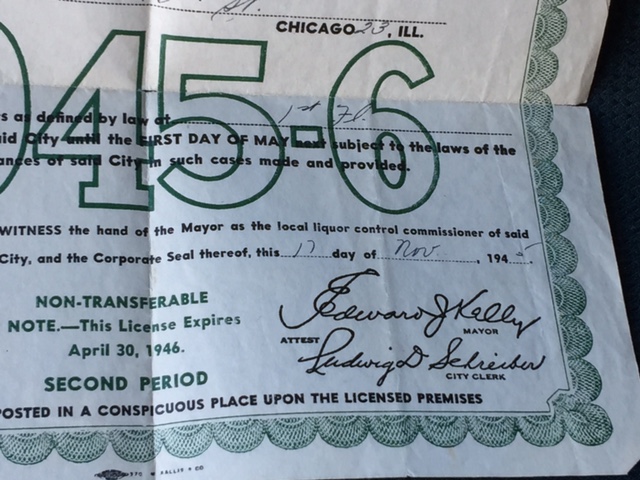 St.
CHICAGO 23, ILL.
945-6
s as defined by law at 1st Fl.
aid City until the FIRST DAY OF MAY next subject to the laws of the
ances of said City in such cases made and provided.
WITNESS the hand of the Mayor as the local liquor control commissioner of said
City, and the Corporate Seal thereof, this 17 day of Nov. , 1945
NON-TRANSFERABLE
NOTE.—This License Expires
April 30, 1946.
SECOND PERIOD
Edward J Kelly
MAYOR
ATTEST
Ludwig D Schreiber
CITY CLERK
POSTED IN A CONSPICUOUS PLACE UPON THE LICENSED PREMISES